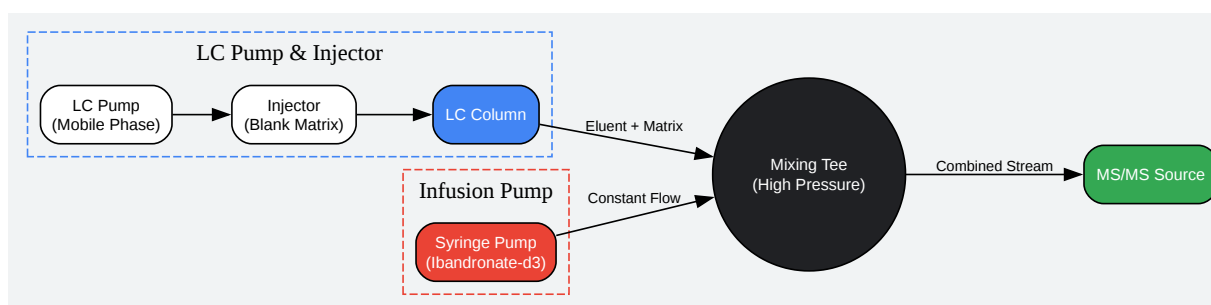 LC Pump & Injector
LC Pump
(Mobile Phase)
Injector
(Blank Matrix)
LC Column
Eluent + Matrix
Infusion Pump
Syringe Pump
(Ibandronate-d3)
Constant Flow
Mixing Tee
(High Pressure)
Combined Stream
MS/MS Source